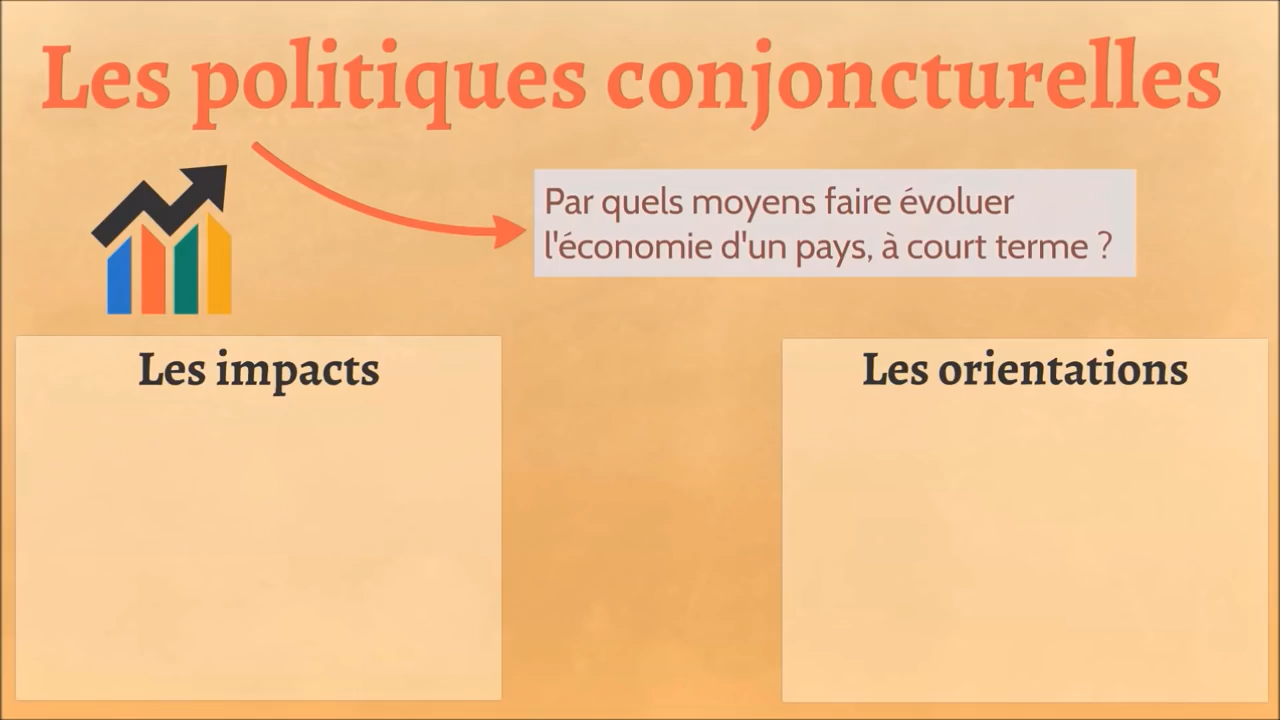 Les politiques conjoncturelles
Par quels moyens faire évoluer
l'économie d'un pays, à court terme ?
Les impacts
Les orientations